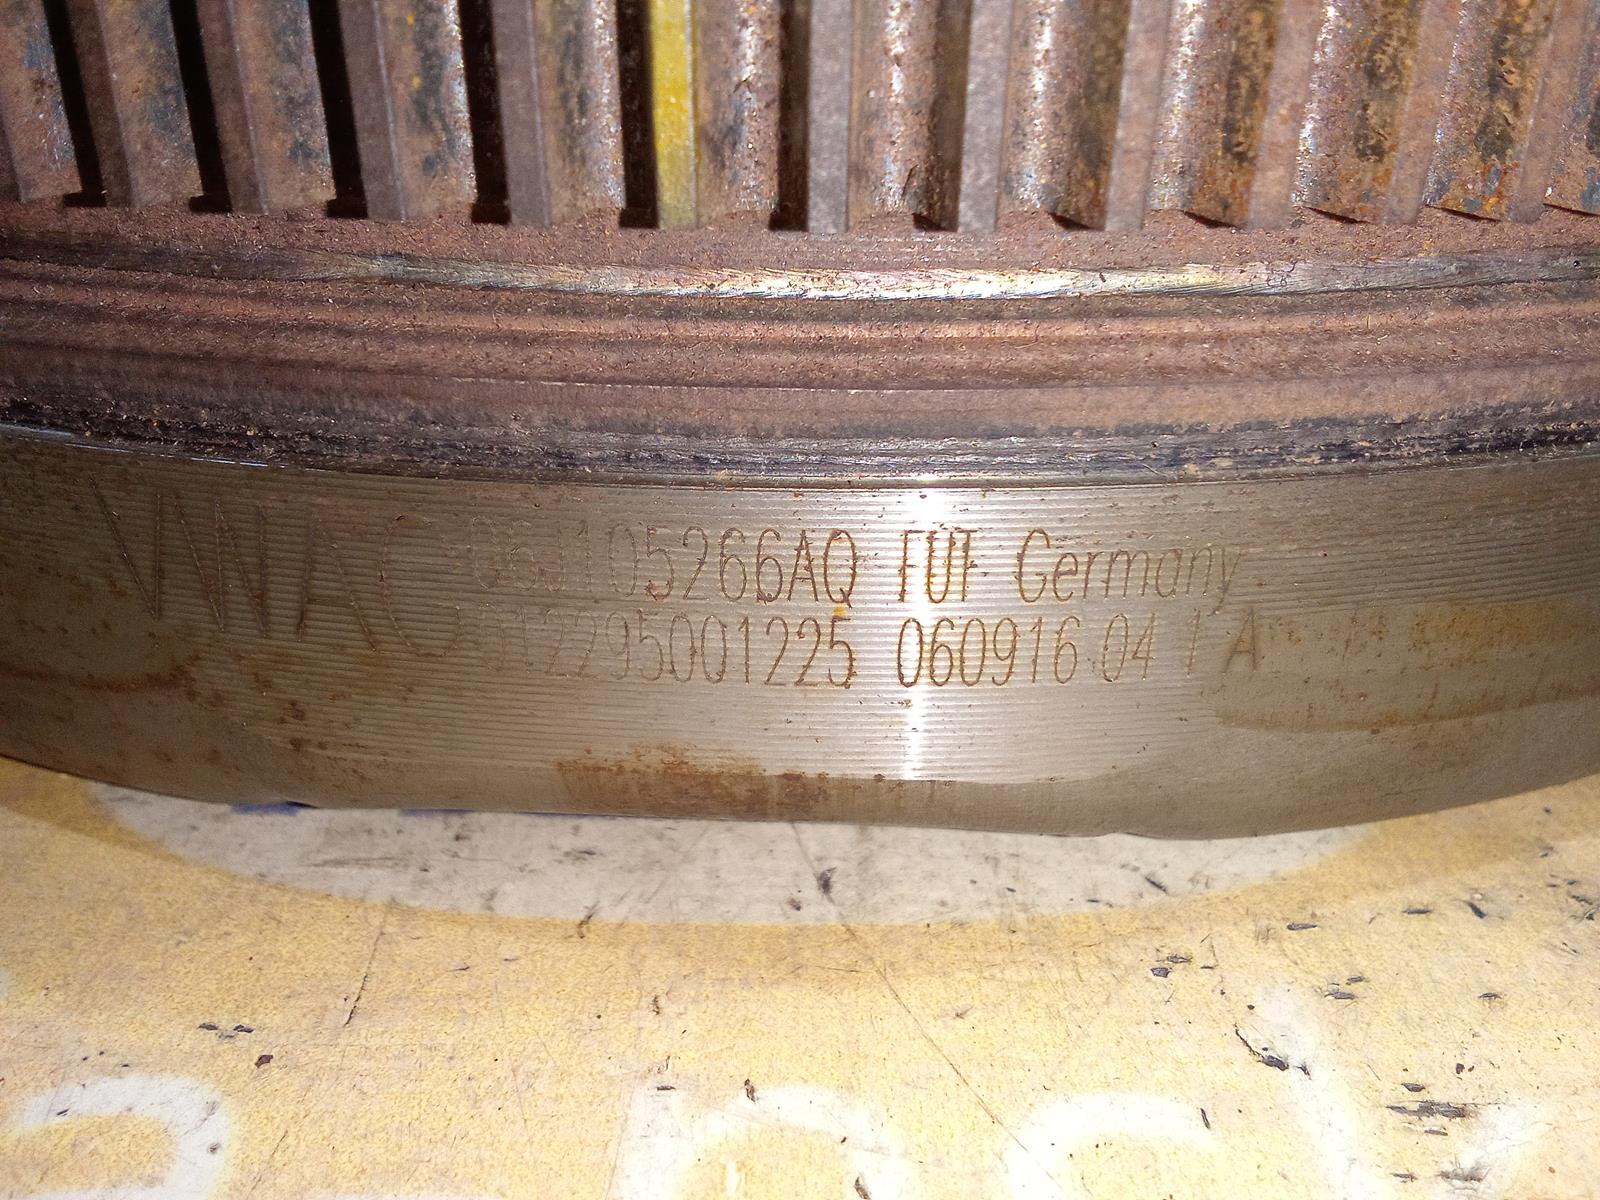 VWAG 06J105266AQ FUF Germany
012295001225 060916 04 1 A